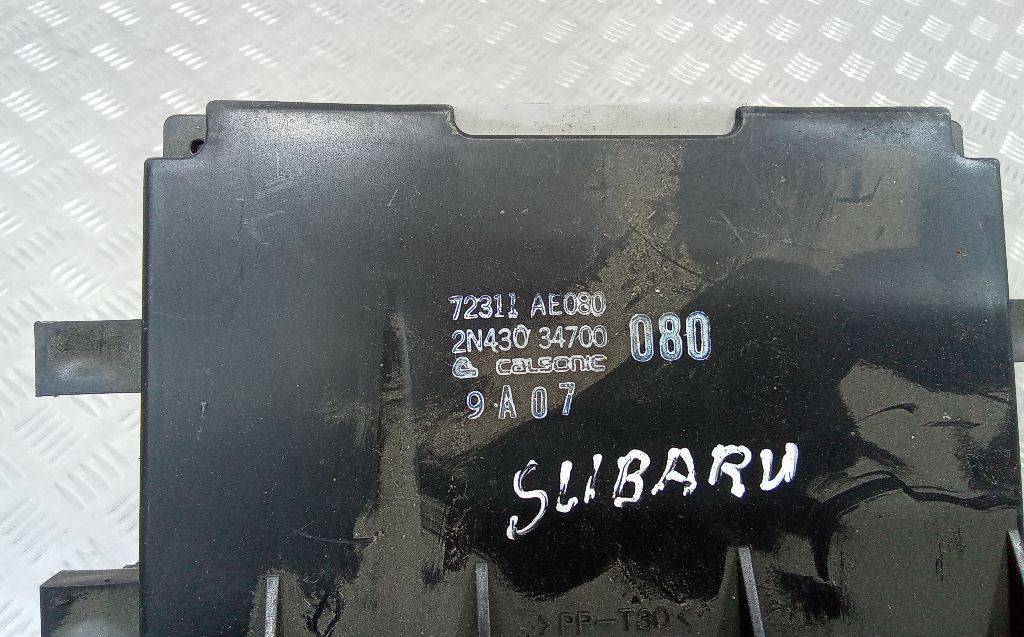 72311 AE080
2N430 34700 080
calsonic
9A07
SUBARU
>PP-T30<